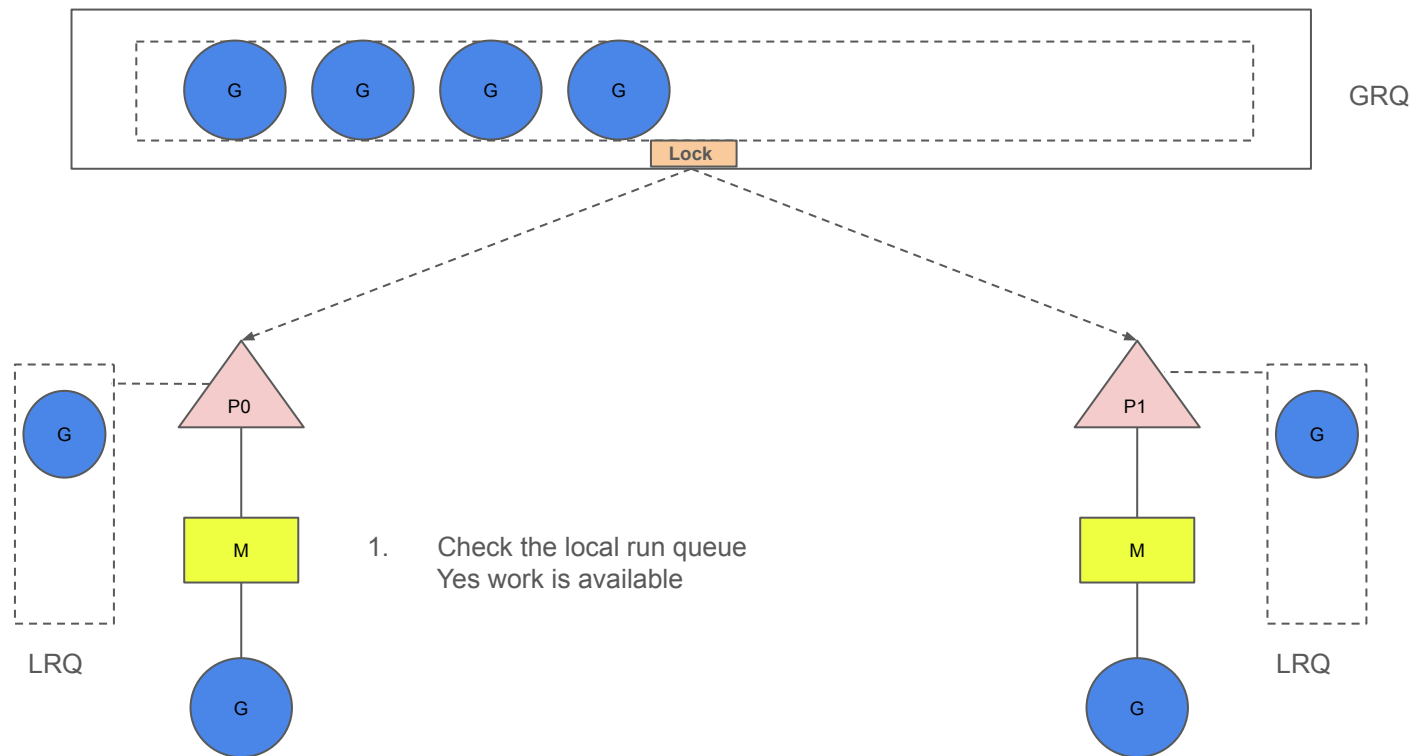 G G G G
GRQ
Lock
P0
P1
G
G
M
M
1. Check the local run queue
Yes work is available
LRQ
LRQ
G
G